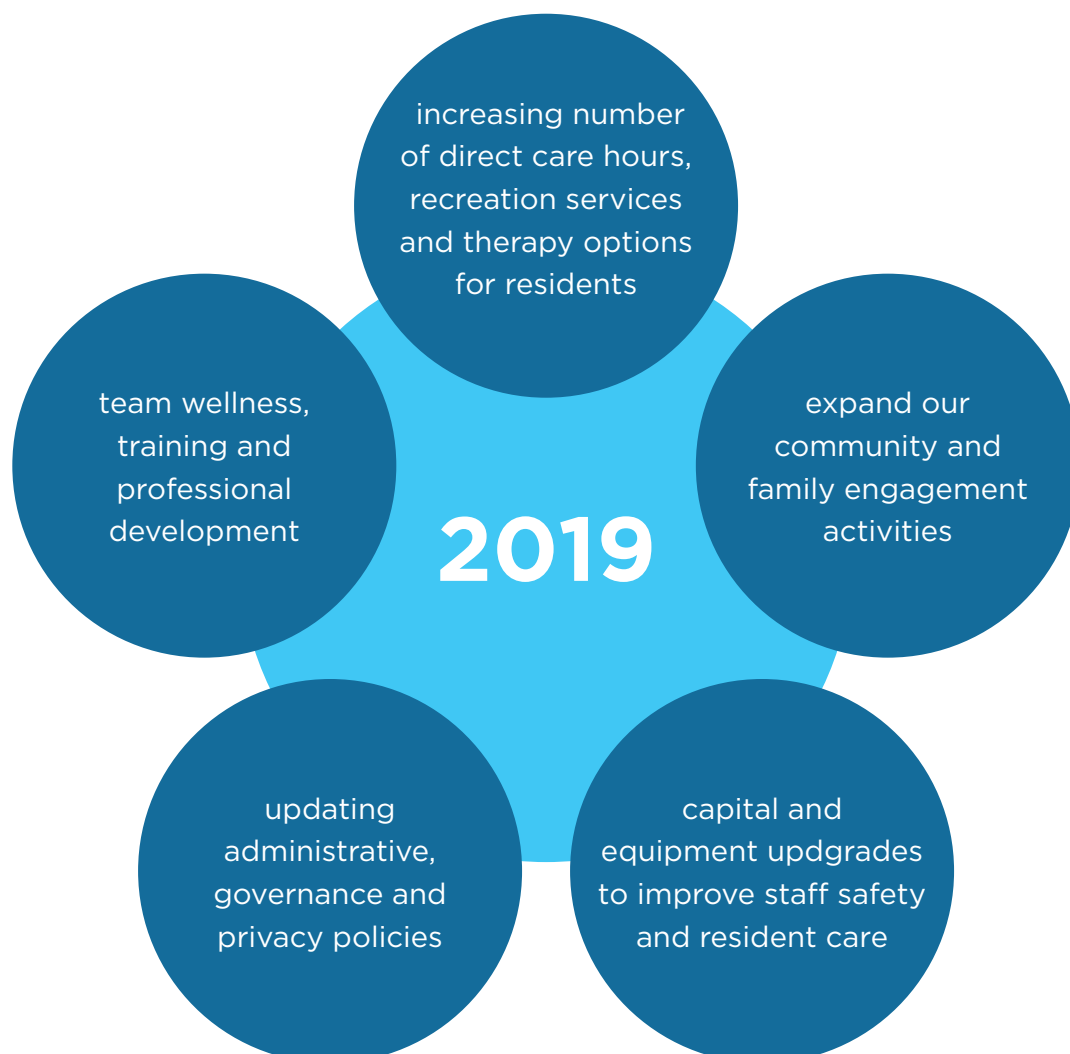 increasing number
of direct care hours,
recreation services
and therapy options
for residents
team wellness,
training and
professional
development
expand our
community and
family engagement
activities
2019
updating
administrative,
governance and
privacy policies
capital and
equipment updgrades
to improve staff safety
and resident care